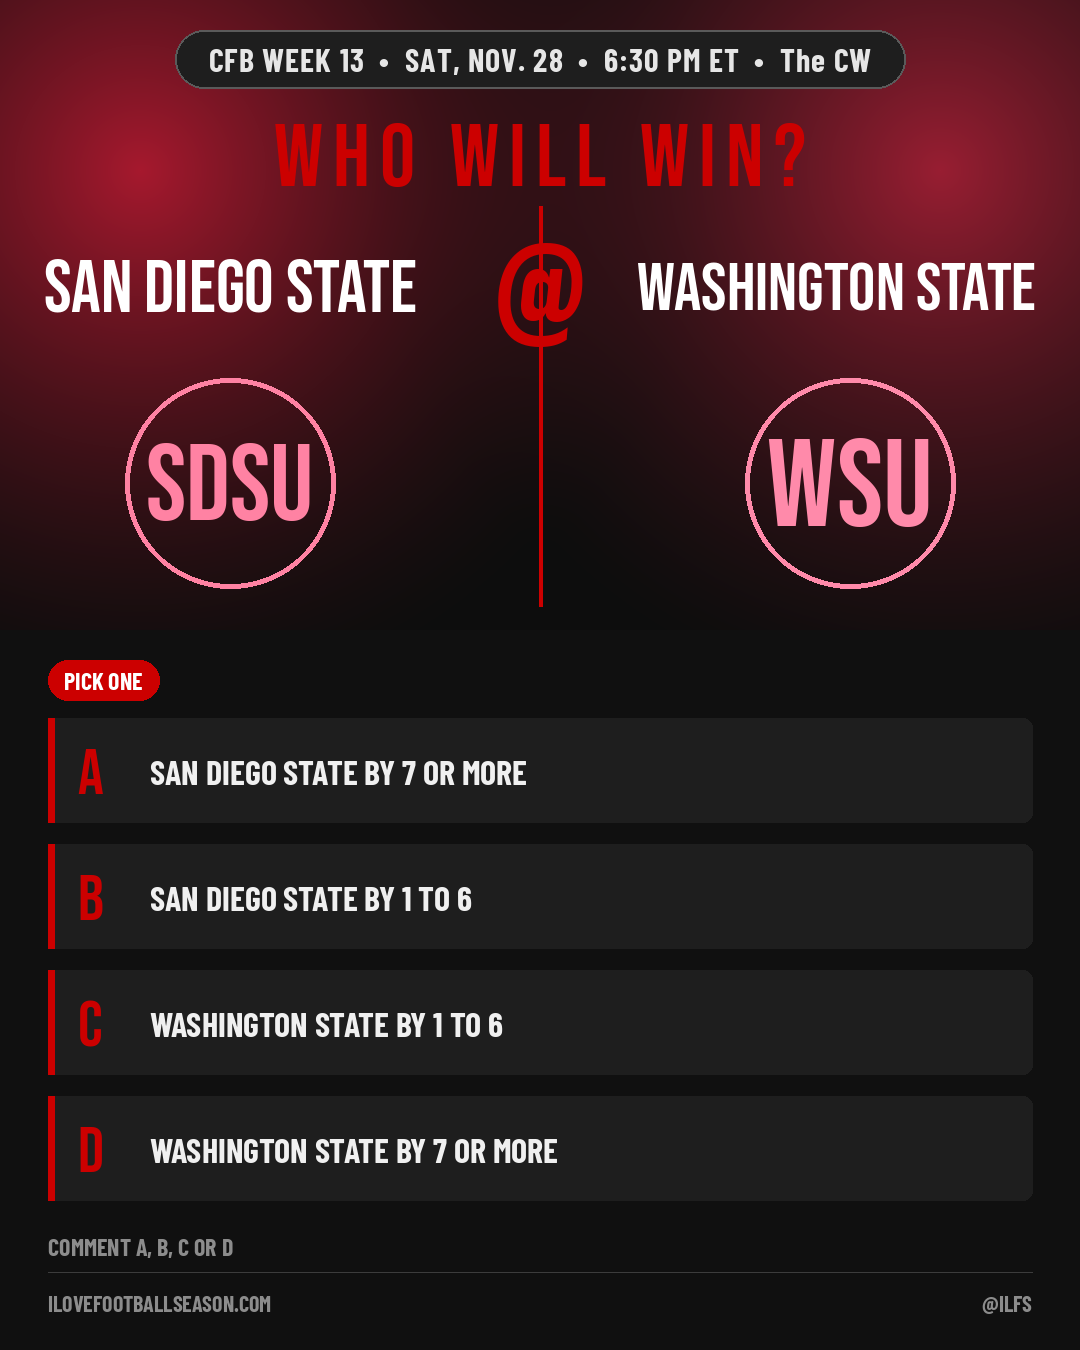 CFB WEEK 13 • SAT, NOV. 28 • 6:30 PM ET • The CW
WHO WILL WIN?
SAN DIEGO STATE @ WASHINGTON STATE
SDSU WSU
PICK ONE
A SAN DIEGO STATE BY 7 OR MORE
B SAN DIEGO STATE BY 1 TO 6
C WASHINGTON STATE BY 1 TO 6
D WASHINGTON STATE BY 7 OR MORE
COMMENT A, B, C OR D
ILOVEFOOTBALLSEASON.COM @ILFS